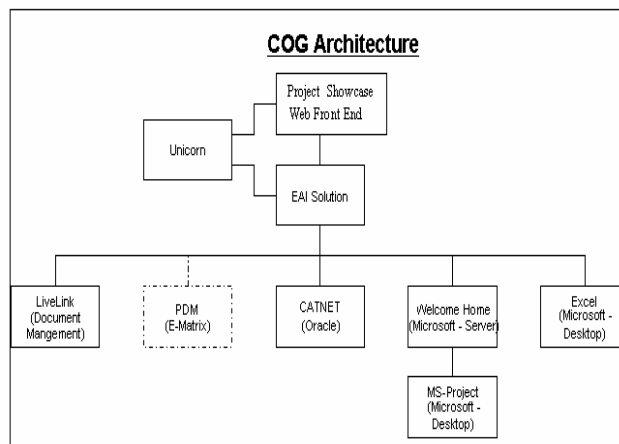 COG Architecture
Project Showcase
Web Front End
Unicorn
EAI Solution
LiveLink
(Document
Mangement)
PDM
(E-Matrix)
CATNET
(Oracle)
Welcome Home
(Microsoft - Server)
Excel
(Microsoft -
Desktop)
MS-Project
(Microsoft -
Desktop)